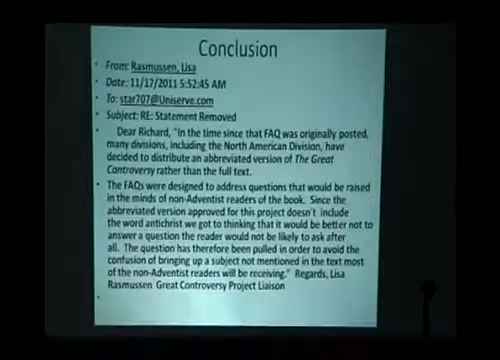 Conclusion
• From: Rasmussen, Lisa
• Date: 11/17/2011 5:52:45 AM
• To: star707@Uniserve.com
• Subject: RE: Statement Removed
• Dear Richard, "In the time since that FAQ was originally posted,
many divisions, including the North American Division, have
decided to distribute an abbreviated version of The Great
Controversy rather than the full text.
• The FAQs were designed to address questions that would be raised
in the minds of non-Adventist readers of the book. Since the
abbreviated version approved for this project doesn't include
the word antichrist we got to thinking that it would be better not to
answer a question the reader would not be likely to ask after
all. The question has therefore been pulled in order to avoid the
confusion of bringing up a subject not mentioned in the text most
of the non-Adventist readers will be receiving." Regards, Lisa
Rasmussen Great Controversy Project Liaison